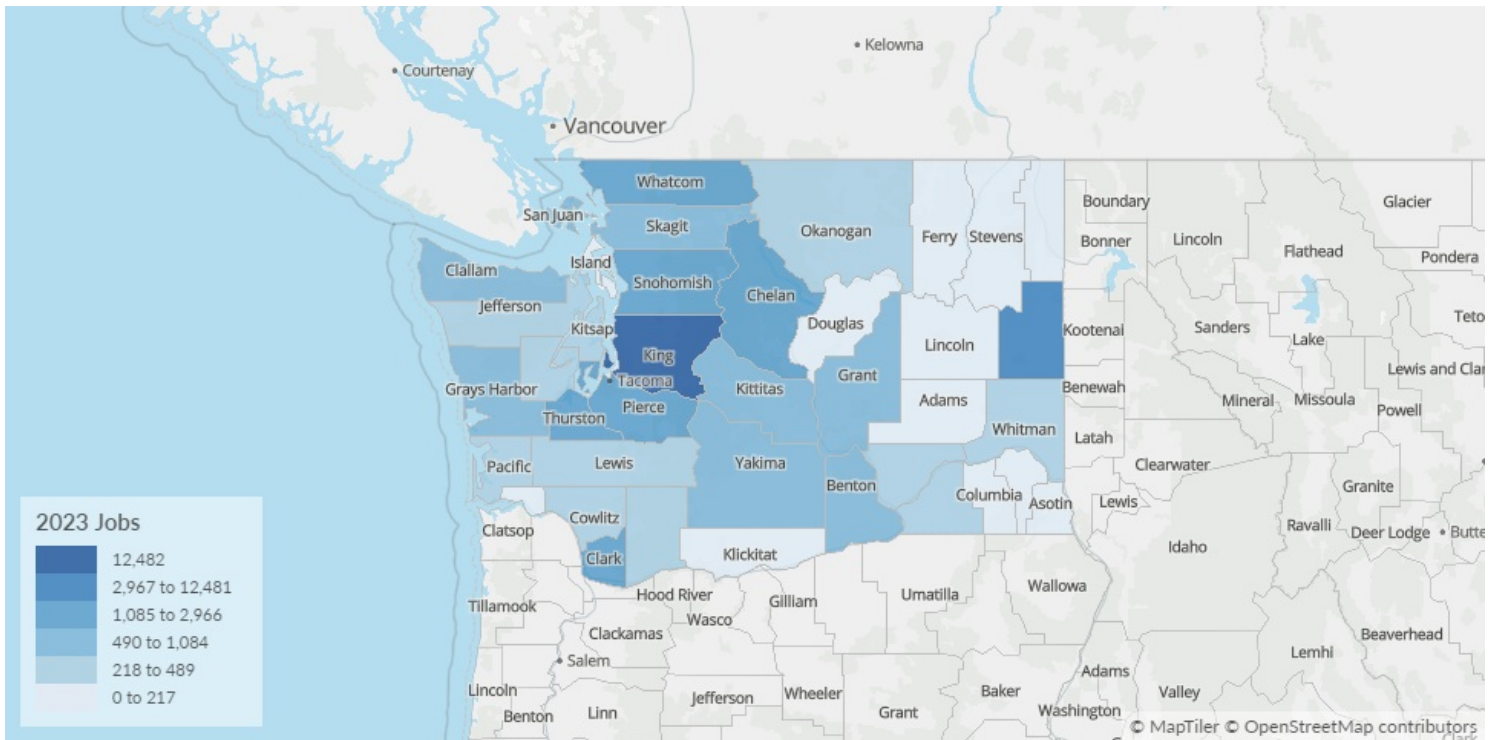 Kelowna
Courtenay
Vancouver
Whatcom
San Juan
Skagit
Okanogan
Ferry
Stevens
Boundary
Bonner
Lincoln
Glacier
Flathead
Pondera
Clallam
Island
Snohomish
Chelan
Jefferson
Kitsap
Douglas
Lincoln
Kootenai
Sanders
Lake
Teto
King
Tacoma
Grays Harbor
Kittitas
Grant
Adams
Benewah
Mineral
Missoula
Lewis and Clar
Powell
Thurston
Pierce
Whitman
Latah
Pacific
Lewis
Yakima
Benton
Columbia
Asotin
Lewis
Clearwater
Granite
Ravalli
Deer Lodge
Butte
Cowlitz
Clatsop
Clark
Klickitat
Idaho
Tillamook
Hood River
Wasco
Gilliam
Umatilla
Wallowa
Clackamas
Salem
Beaverhead
Lemhi
Lincoln
Benton
Linn
Jefferson
Wheeler
Grant
Baker
Adams
Washington
Valley
Clark
2023 Jobs
12,482
2,967 to 12,481
1,085 to 2,966
490 to 1,084
218 to 489
0 to 217
© MapTiler © OpenStreetMap contributors